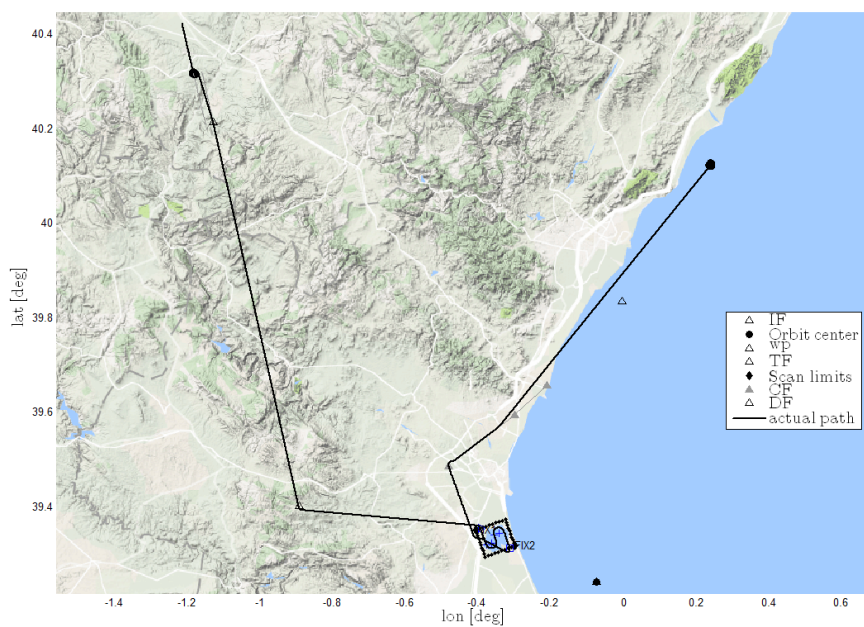 40.4
40.2
40
39.8
39.6
39.4
lat [deg]
IF
Orbit center
wp
TF
Scan limits
CF
DF
actual path
FIX2
-1.4
-1.2
-1
-0.8
-0.6
-0.4
-0.2
0
0.2
0.4
0.6
lon [deg]